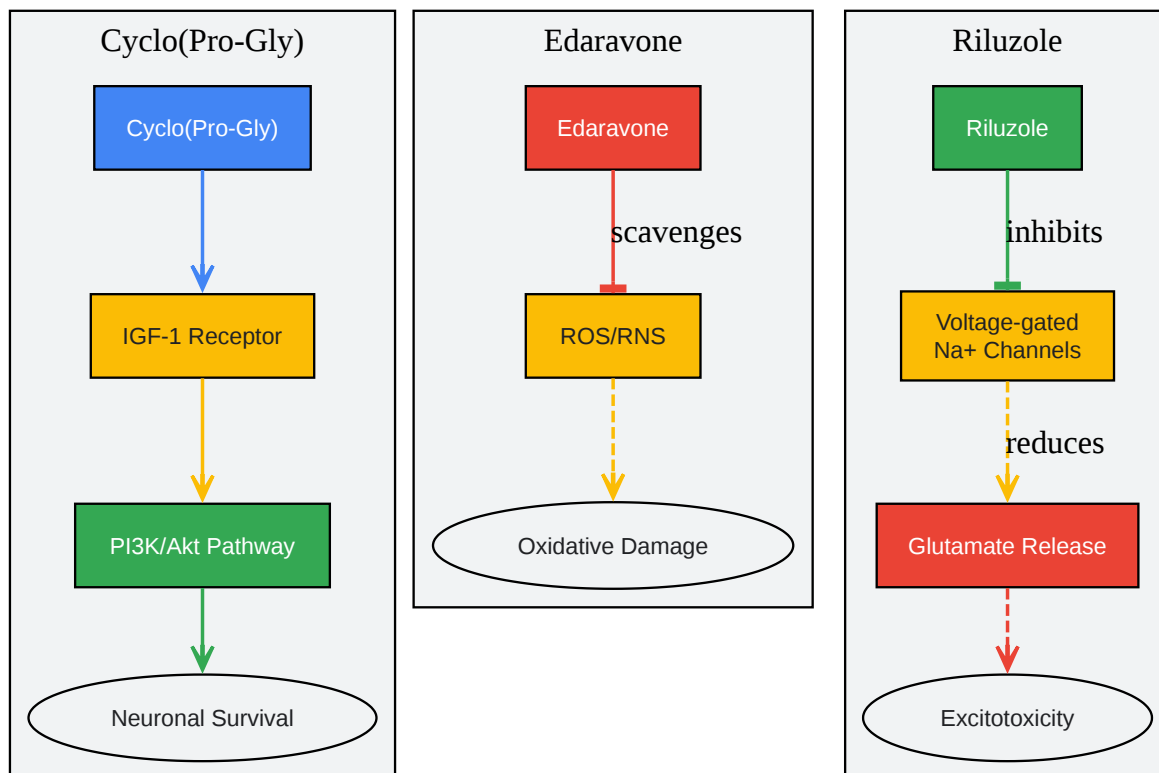 Cyclo(Pro-Gly)
Cyclo(Pro-Gly)
IGF-1 Receptor
PI3K/Akt Pathway
Neuronal Survival
Edaravone
Edaravone
scavenges
ROS/RNS
Oxidative Damage
Riluzole
Riluzole
inhibits
Voltage-gated
Na+ Channels
reduces
Glutamate Release
Excitotoxicity